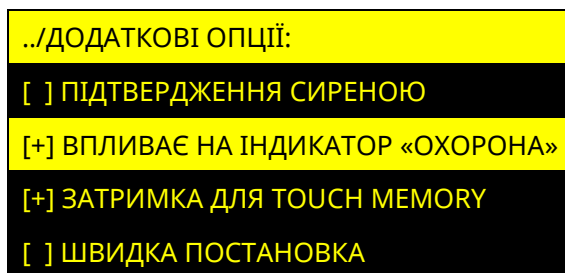 ../ДОДАТКОВІ ОПЦІЇ:
[ ] ПІДТВЕРДЖЕННЯ СИРЕНОЮ
[+] ВПЛИВАЄ НА ІНДИКАТОР «ОХОРОНА»
[+] ЗАТРИМКА ДЛЯ TOUCH MEMORY
[ ] ШВИДКА ПОСТАНОВКА